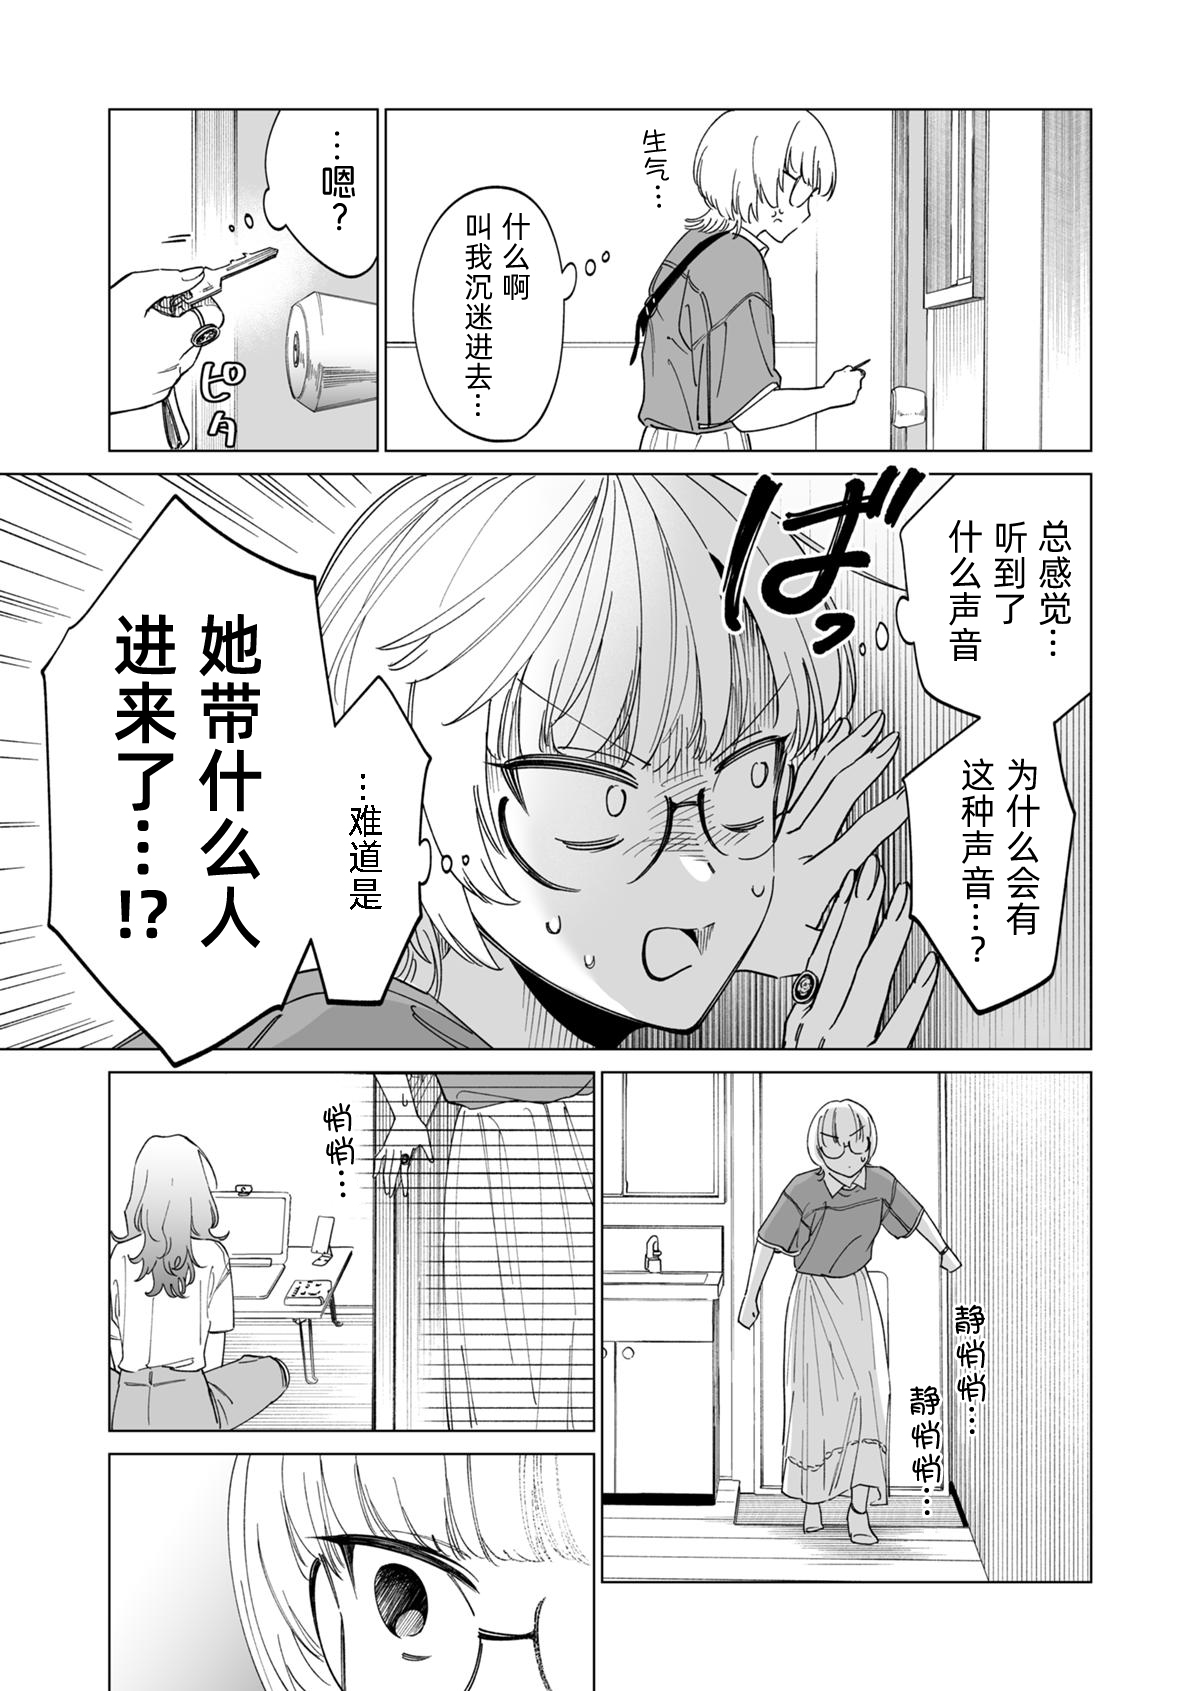 生气…
什么啊
叫我沉迷进去…
…嗯?
ピタ
总感觉…
听到了
什么声音
为什么会有
这种声音…?
ばっ
…难道是
她带什么人
进来了…!?
静悄悄…
静悄悄…
悄悄…